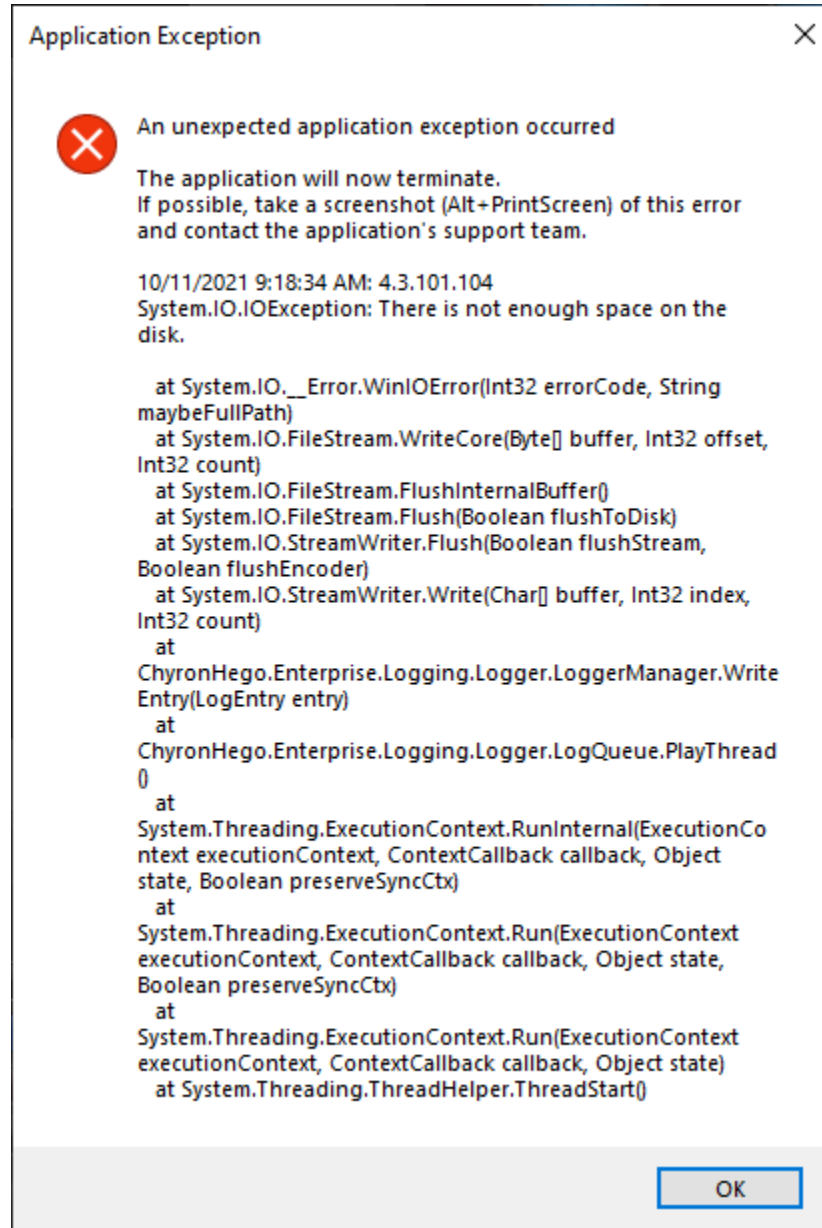 Application Exception
An unexpected application exception occurred
The application will now terminate.
If possible, take a screenshot (Alt+PrintScreen) of this error
and contact the application's support team.
10/11/2021 9:18:34 AM: 4.3.101.104
System.IO.IOException: There is not enough space on the
disk.
at System.IO.__Error.WinIOError(Int32 errorCode, String
maybeFullPath)
at System.IO.FileStream.WriteCore(Byte[] buffer, Int32 offset,
Int32 count)
at System.IO.FileStream.FlushInternalBuffer()
at System.IO.FileStream.Flush(Boolean flushToDisk)
at System.IO.StreamWriter.Flush(Boolean flushStream,
Boolean flushEncoder)
at System.IO.StreamWriter.Write(Char[] buffer, Int32 index,
Int32 count)
at
ChyronHego.Enterprise.Logging.Logger.LoggerManager.Write
Entry(LogEntry entry)
at
ChyronHego.Enterprise.Logging.Logger.LogQueue.PlayThread
()
at
System.Threading.ExecutionContext.RunInternal(ExecutionCo
ntext executionContext, ContextCallback callback, Object
state, Boolean preserveSyncCtx)
at
System.Threading.ExecutionContext.Run(ExecutionContext
executionContext, ContextCallback callback, Object state,
Boolean preserveSyncCtx)
at
System.Threading.ExecutionContext.Run(ExecutionContext
executionContext, ContextCallback callback, Object state)
at System.Threading.ThreadHelper.ThreadStart()
OK